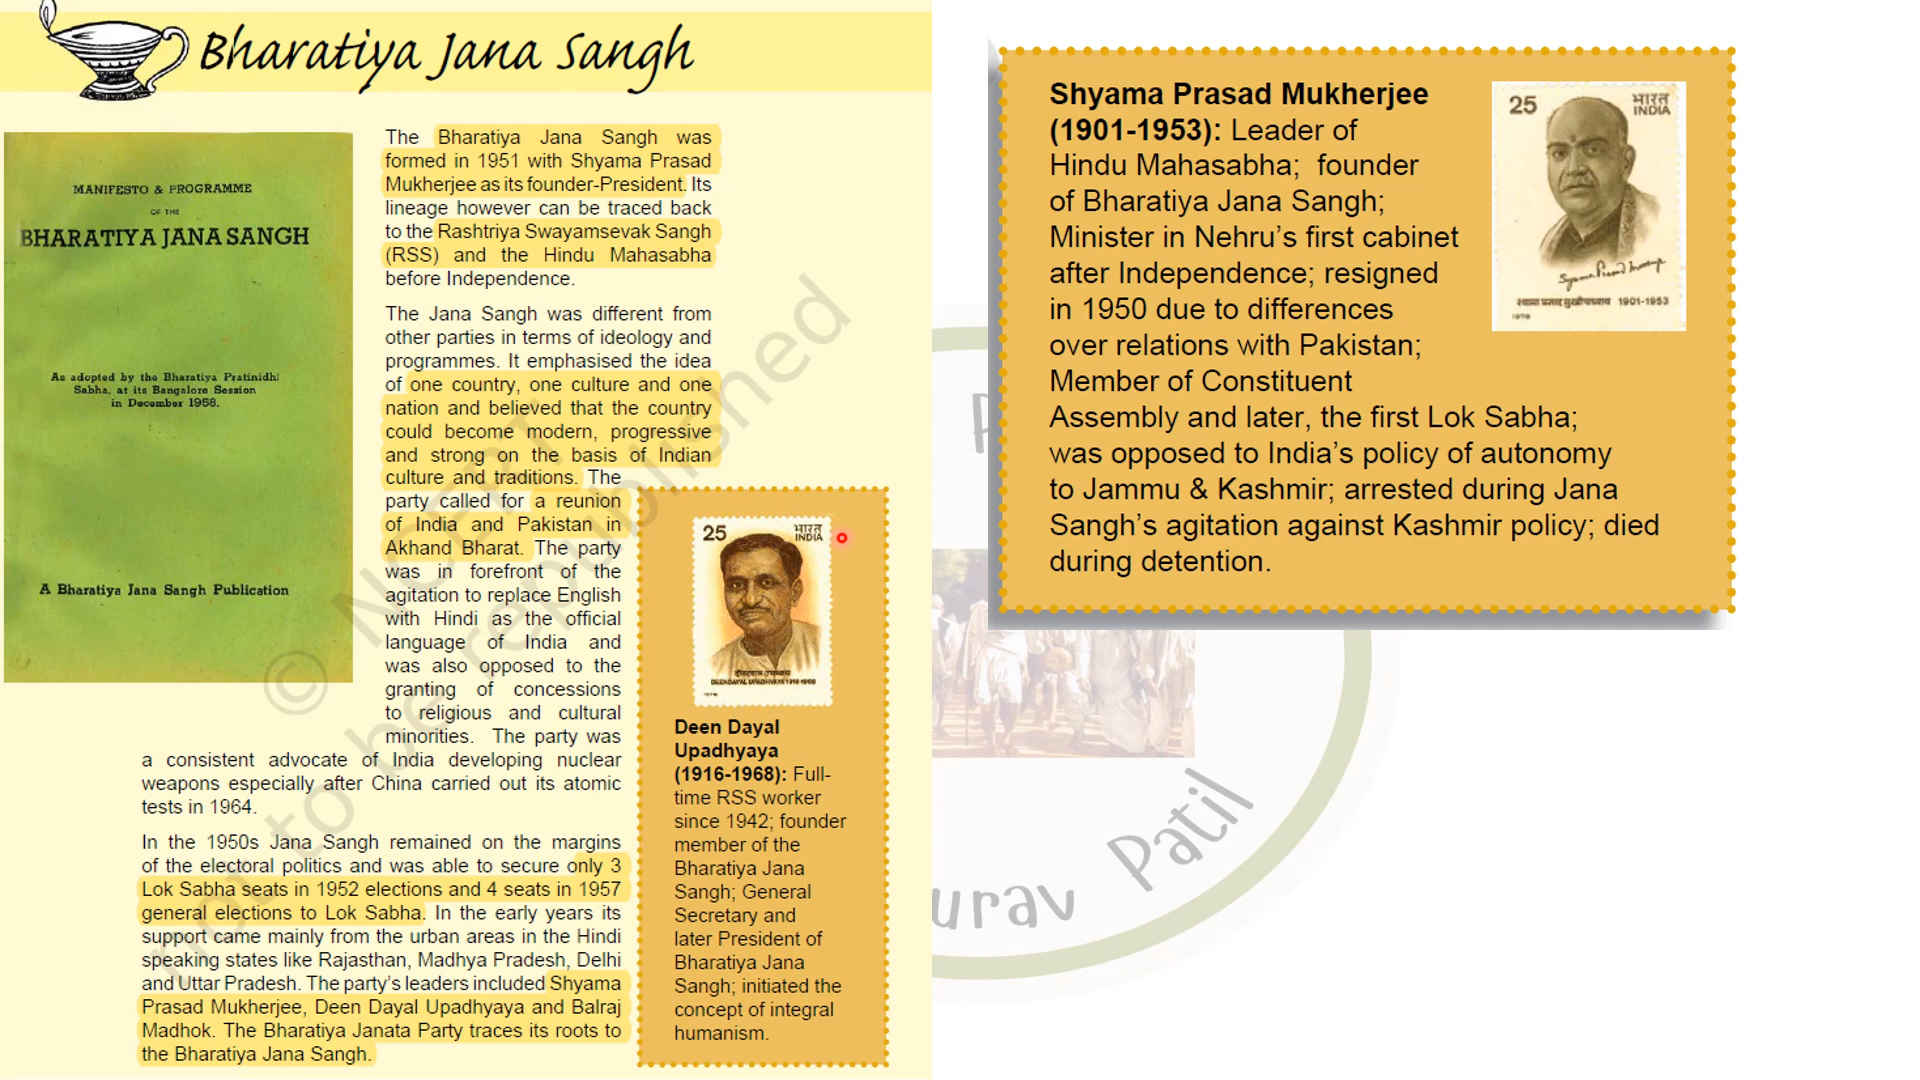 Bharatiya Jana Sangh
MANIFESTO & PROGRAMME
OF THE
BHARATIYA JANA SANGH
As adopted by the Bharatiya Pratinidhi
Sabha, at its Bangalore Session
in December 1958.
A Bharatiya Jana Sangh Publication
The Bharatiya Jana Sangh was
formed in 1951 with Shyama Prasad
Mukherjee as its founder-President. Its
lineage however can be traced back
to the Rashtriya Swayamsevak Sangh
(RSS) and the Hindu Mahasabha
before Independence.
The Jana Sangh was different from
other parties in terms of ideology and
programmes. It emphasised the idea
of one country, one culture and one
nation and believed that the country
could become modern, progressive
and strong on the basis of Indian
culture and traditions. The
party called for a reunion
of India and Pakistan in
Akhand Bharat. The party
was in forefront of the
agitation to replace English
with Hindi as the official
language of India and
was also opposed to the
granting of concessions
to religious and cultural
minorities. The party was
a consistent advocate of India developing nuclear
weapons especially after China carried out its atomic
tests in 1964.
In the 1950s Jana Sangh remained on the margins
of the electoral politics and was able to secure only 3
Lok Sabha seats in 1952 elections and 4 seats in 1957
general elections to Lok Sabha. In the early years its
support came mainly from the urban areas in the Hindi
speaking states like Rajasthan, Madhya Pradesh, Delhi
and Uttar Pradesh. The party's leaders included Shyama
Prasad Mukherjee, Deen Dayal Upadhyaya and Balraj
Madhok. The Bharatiya Janata Party traces its roots to
the Bharatiya Jana Sangh.
© NCERT
not to be republished
25 भारत
INDIA
दीनदयाल उपाध्याय
DEENDAYAL UPADHYAYA
Deen Dayal
Upadhyaya
(1916-1968): Full-
time RSS worker
since 1942; founder
member of the
Bharatiya Jana
Sangh; General
Secretary and
later President of
Bharatiya Jana
Sangh; initiated the
concept of integral
humanism.
Shyama Prasad Mukherjee
(1901-1953): Leader of
Hindu Mahasabha; founder
of Bharatiya Jana Sangh;
Minister in Nehru's first cabinet
after Independence; resigned
in 1950 due to differences
over relations with Pakistan;
Member of Constituent
Assembly and later, the first Lok Sabha;
was opposed to India's policy of autonomy
to Jammu & Kashmir; arrested during Jana
Sangh's agitation against Kashmir policy; died
during detention.
25 भारत
INDIA
श्यामा प्रसाद मुखोपाध्याय 1901-1953
1978
urav Patil